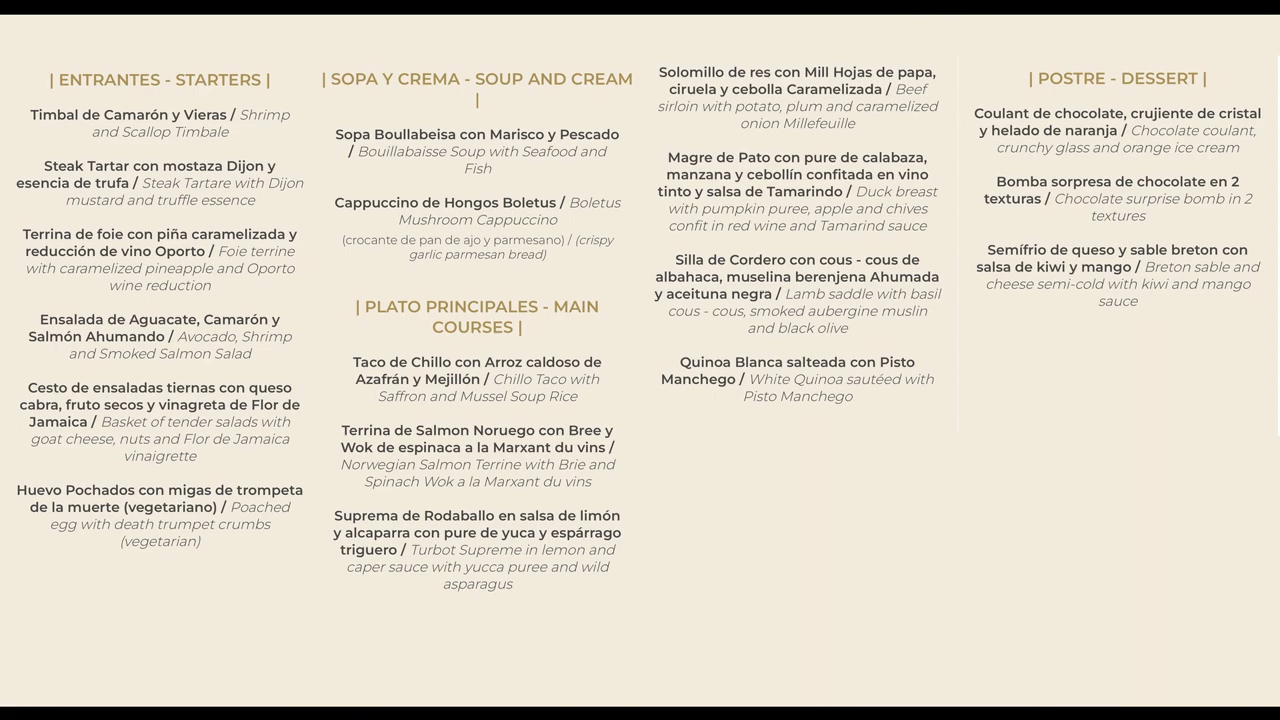 | ENTRANTES - STARTERS |
Timbal de Camarón y Vieras / Shrimp
and Scallop Timbale
Steak Tartar con mostaza Dijon y
esencia de trufa / Steak Tartare with Dijon
mustard and truffle essence
Terrina de foie con piña caramelizada y
reducción de vino Oporto / Foie terrine
with caramelized pineapple and Oporto
wine reduction
Ensalada de Aguacate, Camarón y
Salmón Ahumando / Avocado, Shrimp
and Smoked Salmon Salad
Cesto de ensaladas tiernas con queso
cabra, fruto secos y vinagreta de Flor de
Jamaica / Basket of tender salads with
goat cheese, nuts and Flor de Jamaica
vinaigrette
Huevo Pochados con migas de trompeta
de la muerte (vegetariano) / Poached
egg with death trumpet crumbs
(vegetarian)
| SOPA Y CREMA - SOUP AND CREAM
|
Sopa Boullabeisa con Marisco y Pescado
/ Bouillabaisse Soup with Seafood and
Fish
Cappuccino de Hongos Boletus / Boletus
Mushroom Cappuccino
(crocante de pan de ajo y parmesano) / (crispy
garlic parmesan bread)
| PLATO PRINCIPALES - MAIN
COURSES |
Taco de Chillo con Arroz caldoso de
Azafrán y Mejillón / Chillo Taco with
Saffron and Mussel Soup Rice
Terrina de Salmon Noruego con Bree y
Wok de espinaca a la Marxant du vins /
Norwegian Salmon Terrine with Brie and
Spinach Wok a la Marxant du vins
Suprema de Rodaballo en salsa de limón
y alcaparra con pure de yuca y espárrago
triguero / Turbot Supreme in lemon and
caper sauce with yucca puree and wild
asparagus
Solomillo de res con Mill Hojas de papa,
ciruela y cebolla Caramelizada / Beef
sirloin with potato, plum and caramelized
onion Millefeuille
Magre de Pato con pure de calabaza,
manzana y cebollín confitada en vino
tinto y salsa de Tamarindo / Duck breast
with pumpkin puree, apple and chives
confit in red wine and Tamarind sauce
Silla de Cordero con cous - cous de
albahaca, muselina berenjena Ahumada
y aceituna negra / Lamb saddle with basil
cous - cous, smoked aubergine muslin
and black olive
Quinoa Blanca salteada con Pisto
Manchego / White Quinoa sautéed with
Pisto Manchego
| POSTRE - DESSERT |
Coulant de chocolate, crujiente de cristal
y helado de naranja / Chocolate coulant,
crunchy glass and orange ice cream
Bomba sorpresa de chocolate en 2
texturas / Chocolate surprise bomb in 2
textures
Semífrio de queso y sable breton con
salsa de kiwi y mango / Breton sable and
cheese semi-cold with kiwi and mango
sauce